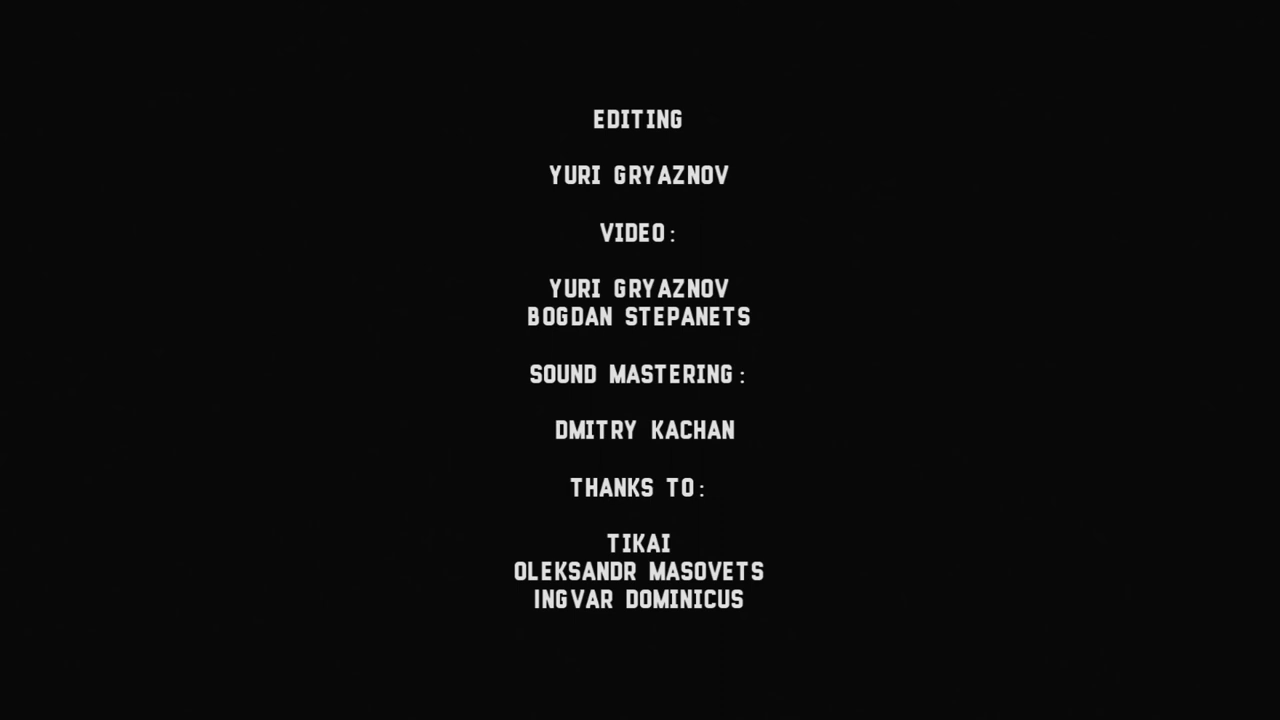 EDITING
YURI GRYAZNOV
VIDEO:
YURI GRYAZNOV
BOGDAN STEPANETS
SOUND MASTERING:
DMITRY KACHAN
THANKS TO:
TIKAI
OLEKSANDR MASOVETS
INGVAR DOMINICUS